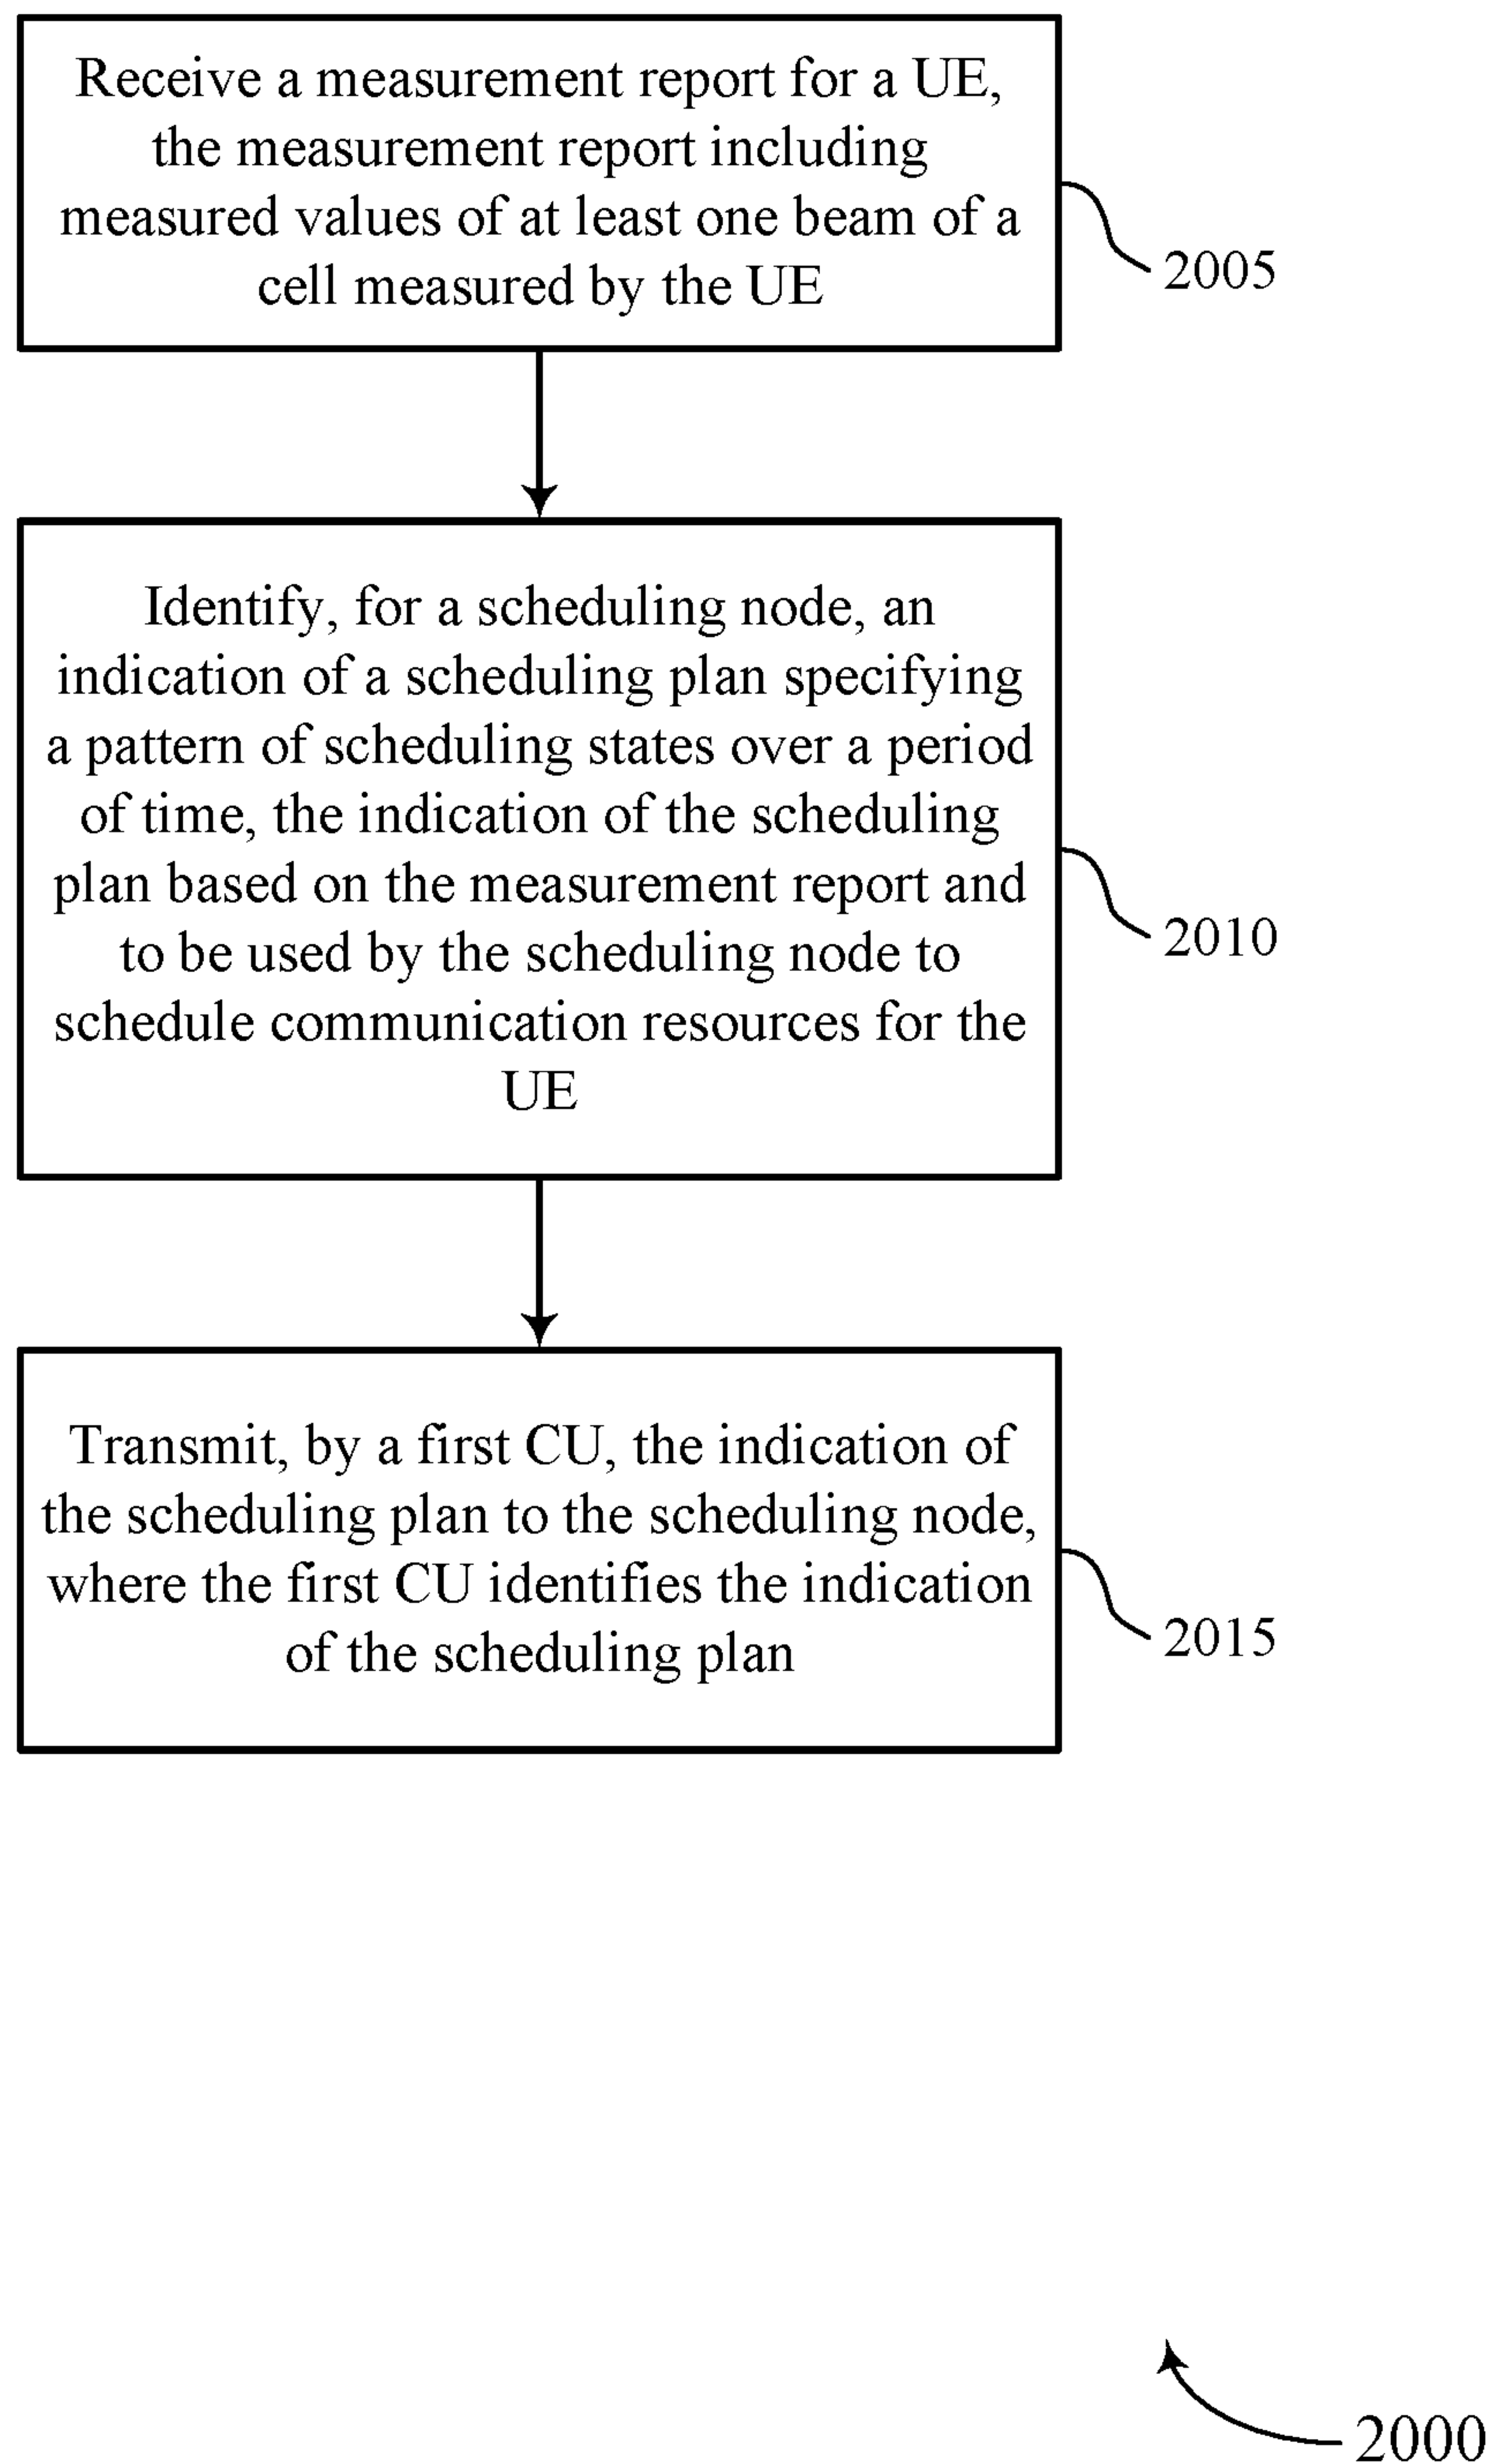 Receive a measurement report for a UE,
the measurement report including
measured values of at least one beam of a
cell measured by the UE
2005
Identify, for a scheduling node, an
indication of a scheduling plan specifying
a pattern of scheduling states over a period
of time, the indication of the scheduling
plan based on the measurement report and
to be used by the scheduling node to
schedule communication resources for the
UE
2010
Transmit, by a first CU, the indication of
the scheduling plan to the scheduling node,
where the first CU identifies the indication
of the scheduling plan
2015
2000